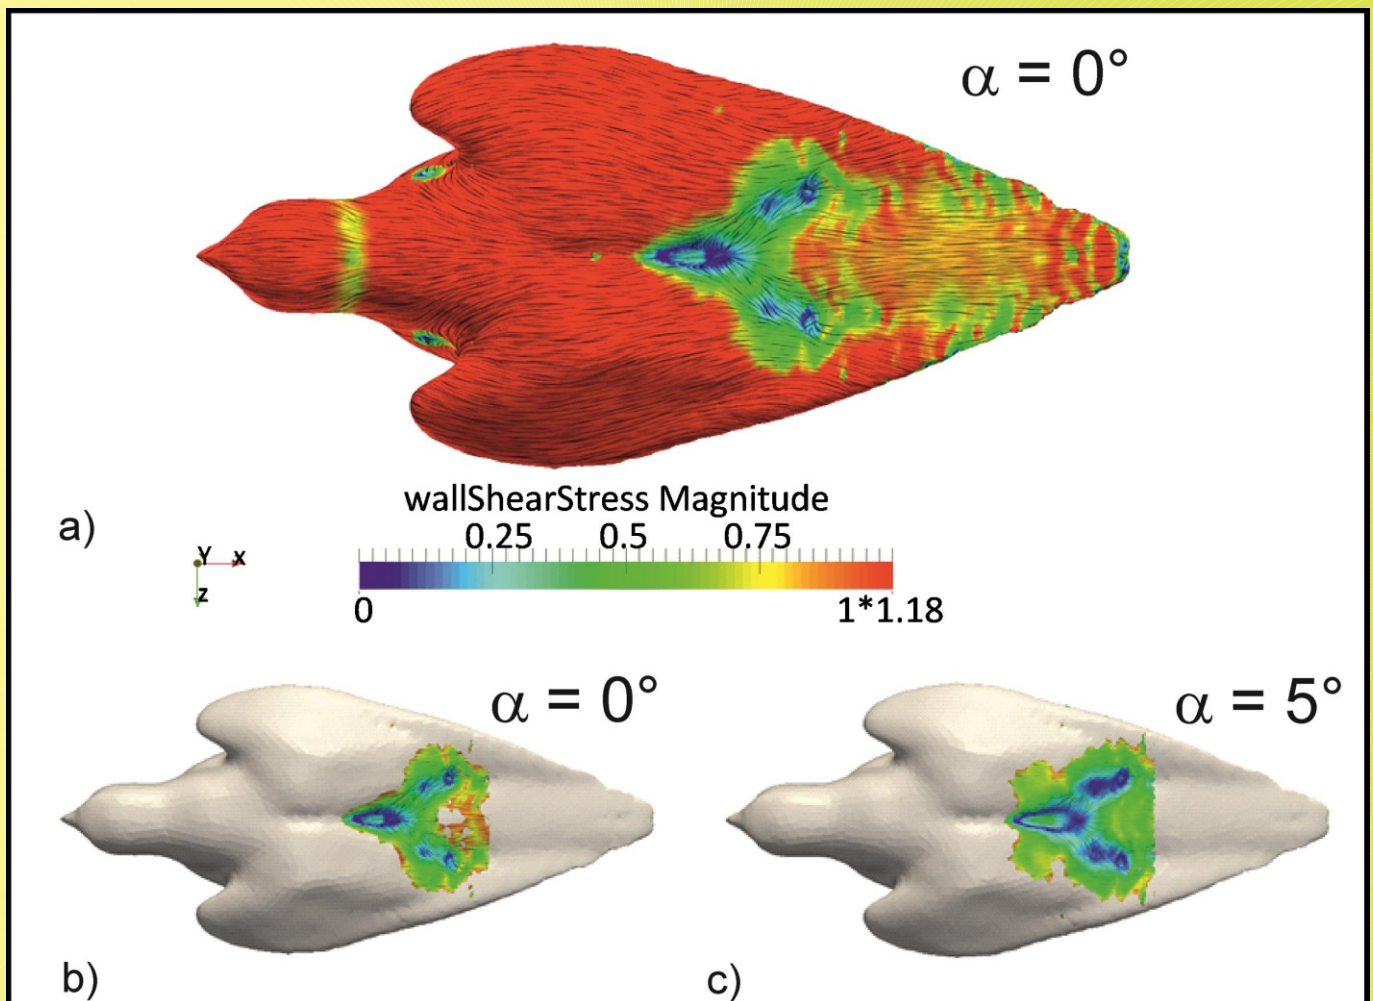 α = 0°
wallShearStress Magnitude
a)
0.25 0.5 0.75
Y X
Z
0 1*1.18
α = 0°
α = 5°
b)
c)